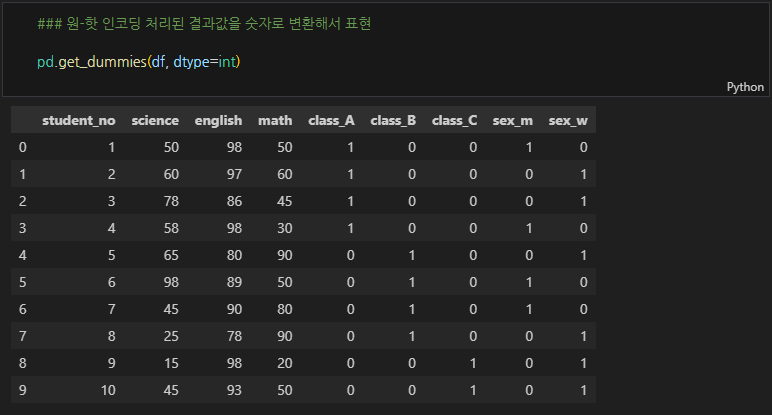 ### 원-핫 인코딩 처리된 결과값을 숫자로 변환해서 표현
pd.get_dummies(df, dtype=int)
Python
student_no science english math class_A class_B class_C sex_m sex_w
0 1 50 98 50 1 0 0 1 0
1 2 60 97 60 1 0 0 0 1
2 3 78 86 45 1 0 0 0 1
3 4 58 98 30 1 0 0 1 0
4 5 65 80 90 0 1 0 0 1
5 6 98 89 50 0 1 0 1 0
6 7 45 90 80 0 1 0 1 0
7 8 25 78 90 0 1 0 0 1
8 9 15 98 20 0 0 1 0 1
9 10 45 93 50 0 0 1 0 1